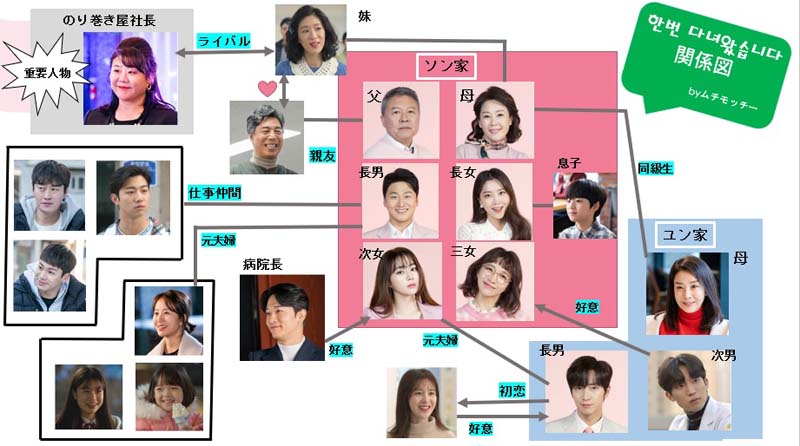 のり巻き屋社長
重要人物
ライバル
妹
한번 다녀왔습니다
関係図
byムチモッチー
ソン家
父
母
親友
同級生
長男
長女
息子
仕事仲間
元夫婦
ユン家
母
病院長
次女
三女
好意
好意
元夫婦
長男
次男
初恋
好意